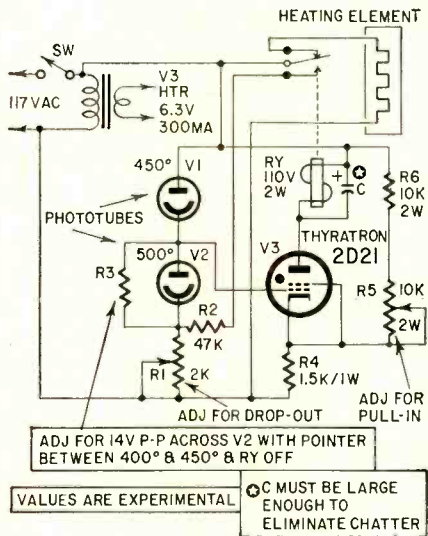 HEATING ELEMENT
SW
117VAC
V3
HTR
6.3V
300MA
450° V1
PHOTOTUBES
500° V2
R3
R2
47K
R1
2K
RY
110V
2W
+
C
V3
THYRATRON
2D21
R6
10K
2W
10K
R5
2W
R4
1.5K/1W
ADJ FOR DROP-OUT
ADJ FOR
PULL-IN
ADJ FOR 14V P-P ACROSS V2 WITH POINTER
BETWEEN 400° & 450° & RY OFF
VALUES ARE EXPERIMENTAL
✪C MUST BE LARGE
ENOUGH TO
ELIMINATE CHATTER